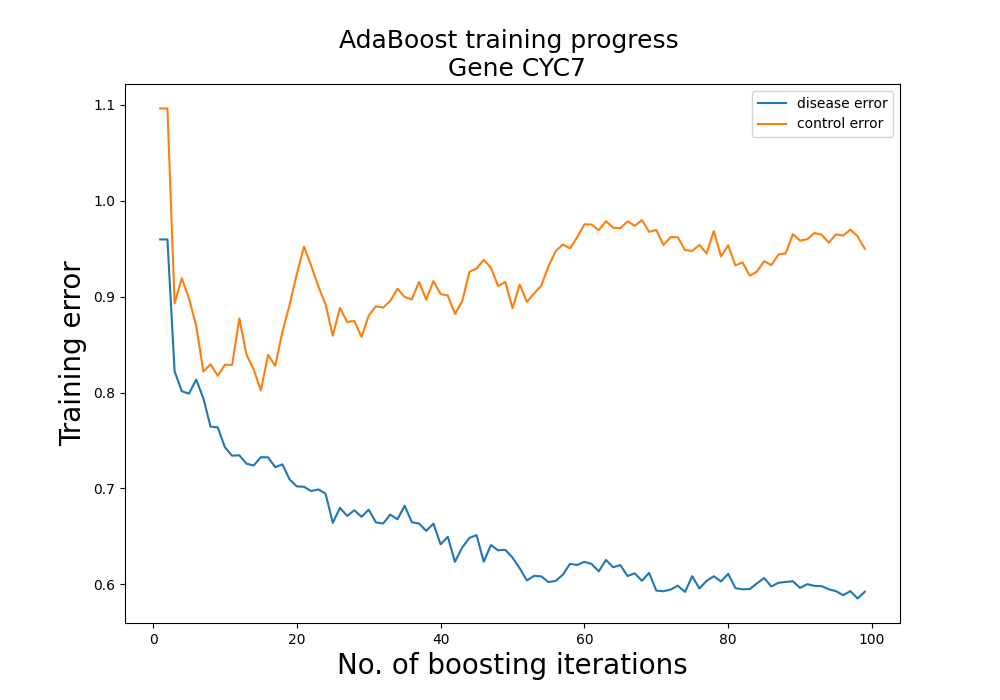 AdaBoost training progress
Gene CYC7
disease error
control error
Training error
1.1
1.0
0.9
0.8
0.7
0.6
0
20
40
60
80
100
No. of boosting iterations